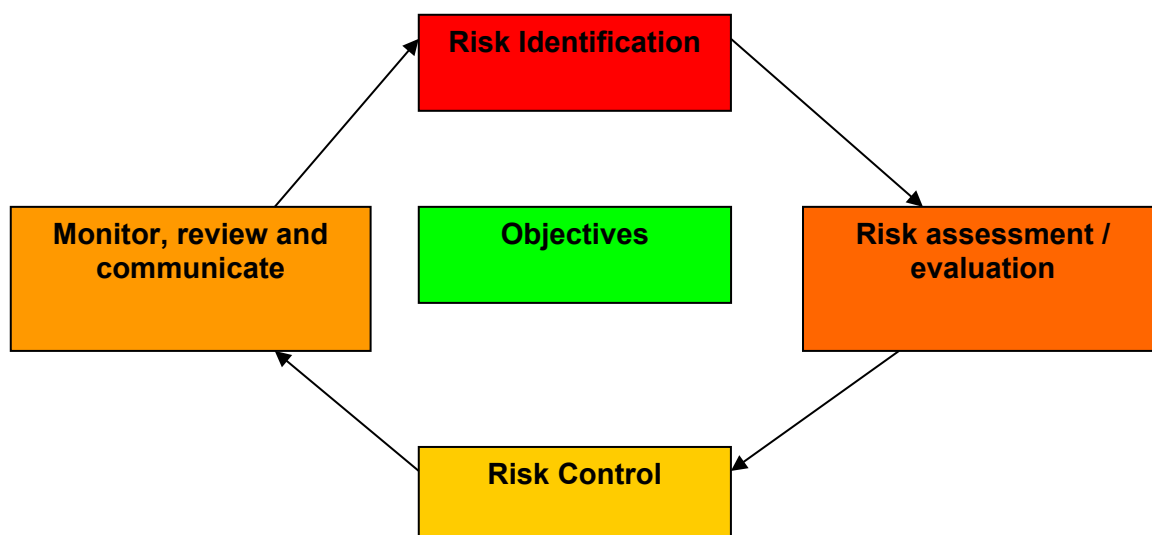 Risk Identification
Monitor, review and
communicate
Objectives
Risk assessment /
evaluation
Risk Control